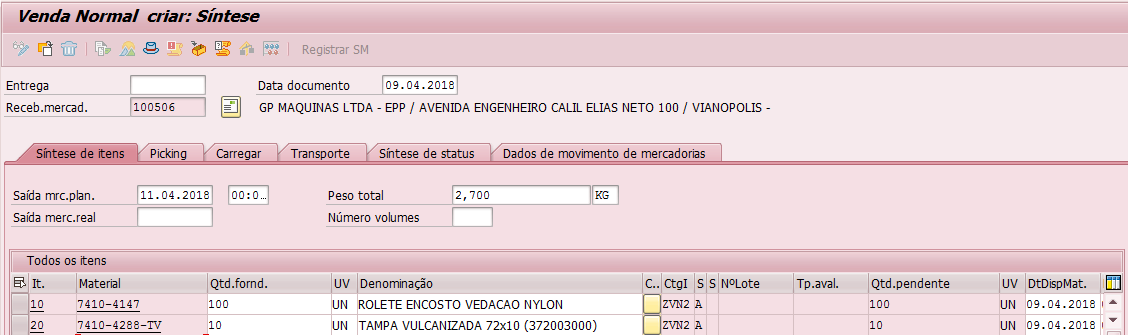 Venda Normal criar: Síntese
Registrar SM
Entrega Data documento 09.04.2018
Receb.mercad. 100506 GP MAQUINAS LTDA - EPP / AVENIDA ENGENHEIRO CALIL ELIAS NETO 100 / VIANOPOLIS -
Síntese de itens Picking Carregar Transporte Síntese de status Dados de movimento de mercadorias
Saída mrc.plan. 11.04.2018 00:0… Peso total 2,700 KG
Saída merc.real Número volumes
Todos os itens
It. Material Qtd.fornd. UV Denominação C.. CtgI S S NºLote Tp.aval. Qtd.pendente UV DtDispMat.
10 7410-4147 100 UN ROLETE ENCOSTO VEDACAO NYLON ZVN2 A 100 UN 09.04.2018
20 7410-4288-TV 10 UN TAMPA VULCANIZADA 72x10 (372003000) ZVN2 A 10 UN 09.04.2018